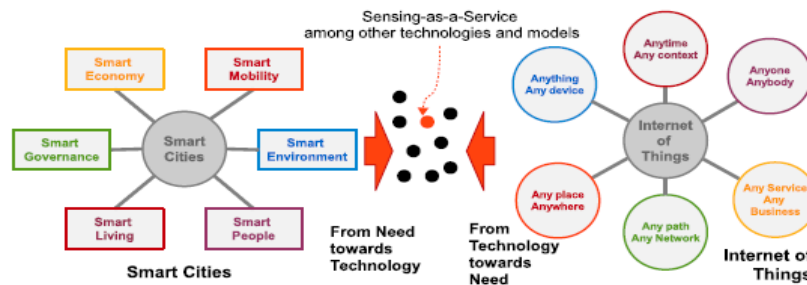 Sensing-as-a-Service
among other technologies and models
Smart
Economy
Smart
Mobility
Smart
Governance
Smart
Cities
Smart
Environment
Smart
Living
Smart
People
Smart Cities
From Need
towards
Technology
From
Technology
towards
Need
Anytime
Any context
Anything
Any device
Anyone
Anybody
Internet
of
Things
Any place
Anywhere
Any path
Any Network
Any Service
Any
Business
Internet of
Things